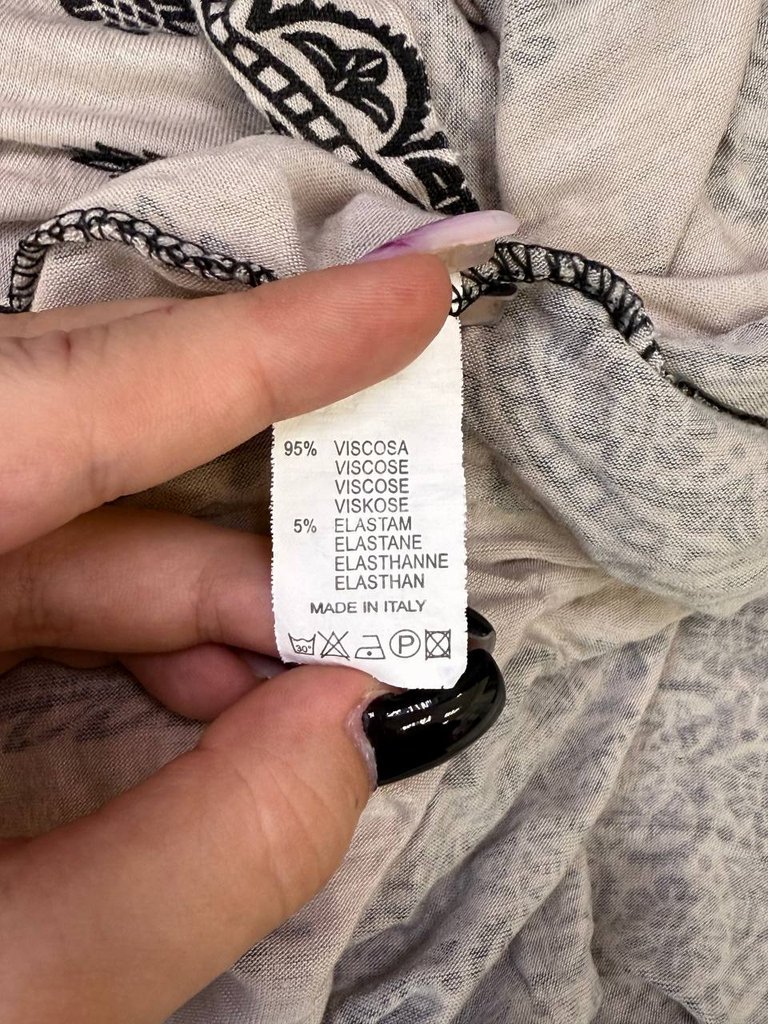 95% VISCOSA
VISCOSE
VISCOSE
VISKOSE
5% ELASTAM
ELASTANE
ELASTHANNE
ELASTHAN
MADE IN ITALY
30° P